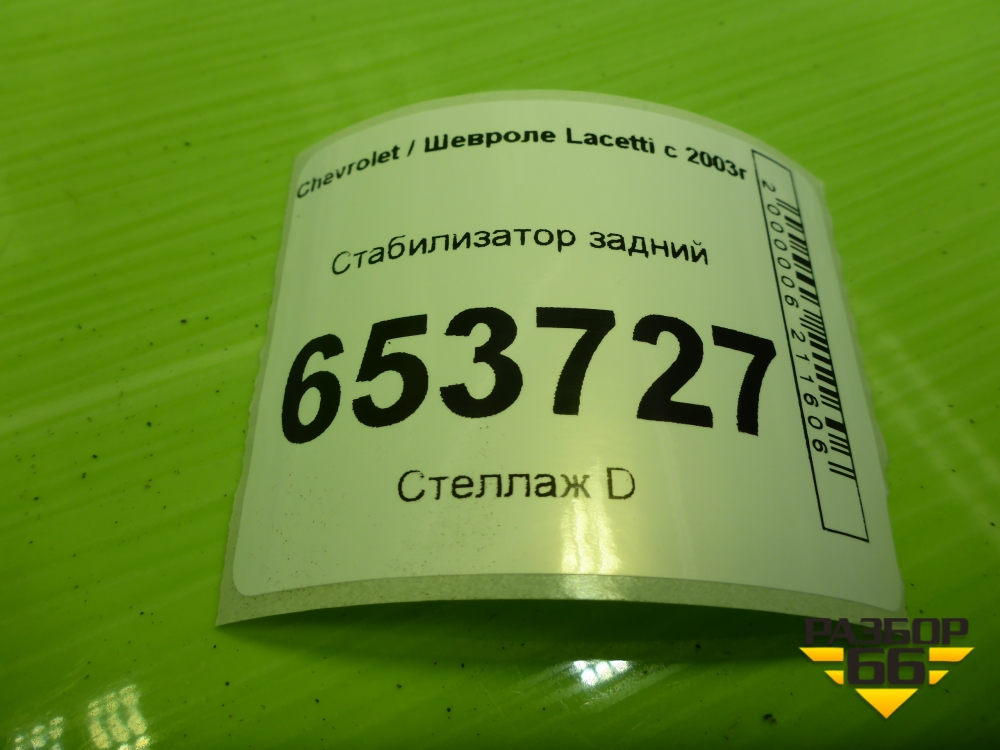 Chevrolet / Шевроле Lacetti с 2003г
Стабилизатор задний
653727
Стеллаж D
2000006211606
РАЗБОР
66